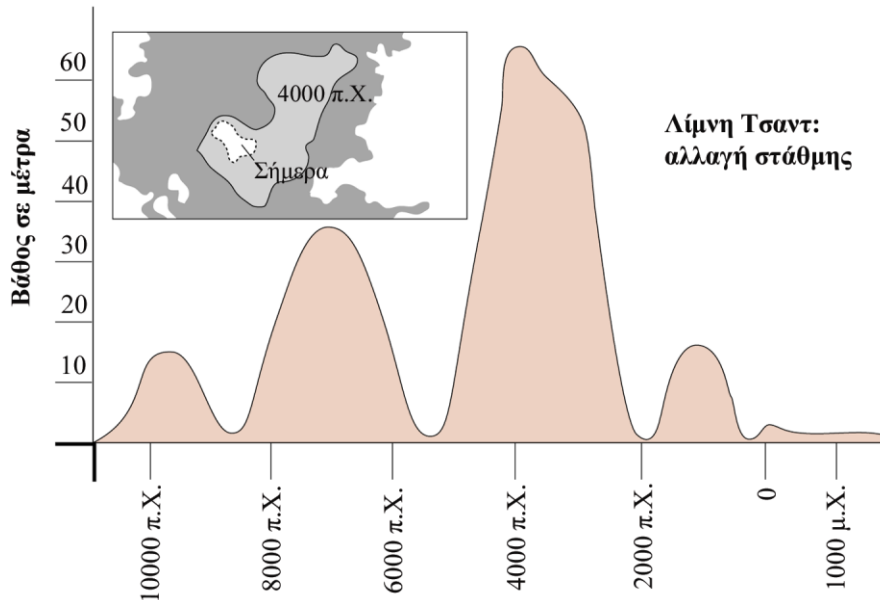 Λίμνη Τσαντ:
αλλαγή στάθμης
4000 π.Χ.
Σήμερα
Βάθος σε μέτρα
60
50
40
30
20
10
10000 π.Χ.
8000 π.Χ.
6000 π.Χ.
4000 π.Χ.
2000 π.Χ.
0
1000 μ.Χ.